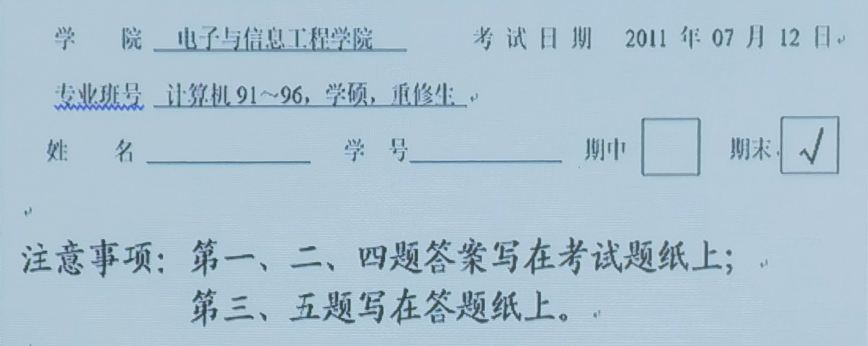 学 院 电子与信息工程学院 考 试 日 期 2011 年 07 月 12 日
专业班号 计算机 91～96，学硕，重修生
姓 名 学 号 期中 期末 √
注意事项：第一、二、四题答案写在考试题纸上；
第三、五题写在答题纸上。